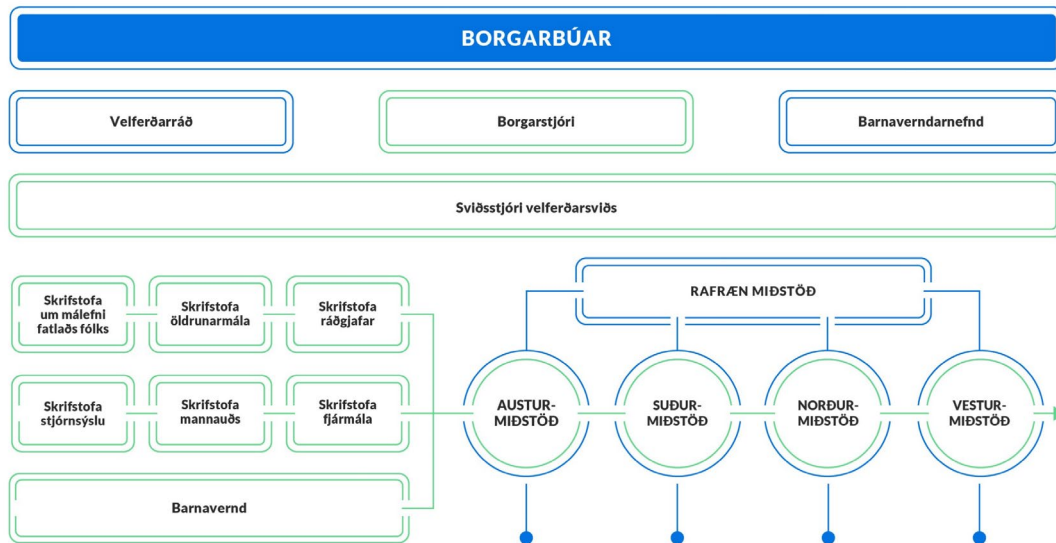 BORGARBÚAR
Velferðarráð
Borgarstjóri
Barnaverndarnefnd
Sviðsstjóri velferðarsviðs
Skrifstofa
um málefni
fatlaðs fólks
Skrifstofa
öldrunarmála
Skrifstofa
ráðgjafar
RAFRÆN MIÐSTÖÐ
Skrifstofa
stjórnsýslu
Skrifstofa
mannauðs
Skrifstofa
fjármála
AUSTUR-
MIÐSTÖÐ
SUÐUR-
MIÐSTÖÐ
NORÐUR-
MIÐSTÖÐ
VESTUR-
MIÐSTÖÐ
Barnavernd